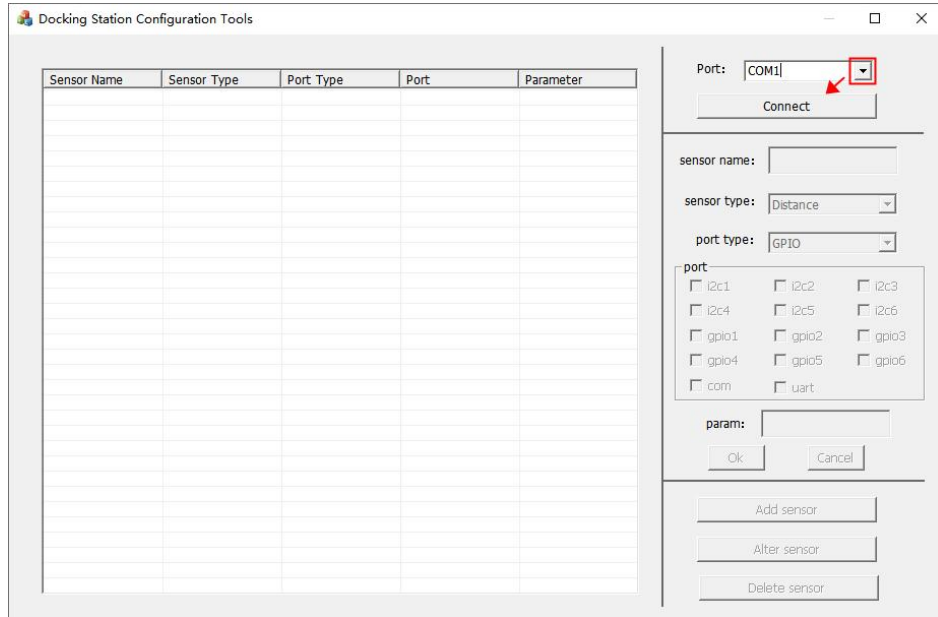 Docking Station Configuration Tools
Sensor Name Sensor Type Port Type Port Parameter
Port: COM1
Connect
sensor name:
sensor type: Distance
port type: GPIO
port
i2c1 i2c2 i2c3
i2c4 i2c5 i2c6
gpio1 gpio2 gpio3
gpio4 gpio5 gpio6
com uart
param:
Ok Cancel
Add sensor
Alter sensor
Delete sensor